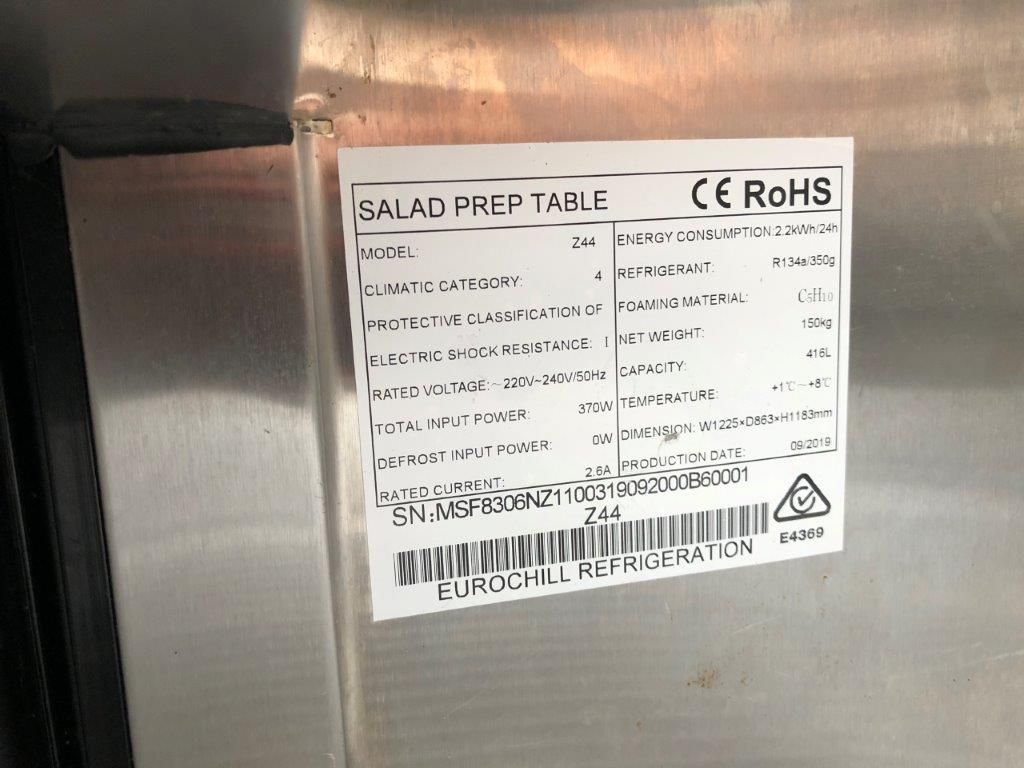 SALAD PREP TABLE CE RoHS
MODEL: Z44
CLIMATIC CATEGORY: 4
PROTECTIVE CLASSIFICATION OF
ELECTRIC SHOCK RESISTANCE: I
RATED VOLTAGE:~220V~240V/50Hz
TOTAL INPUT POWER: 370W
DEFROST INPUT POWER: 0W
RATED CURRENT: 2.6A
ENERGY CONSUMPTION:2.2kWh/24h
REFRIGERANT: R134a/350g
FOAMING MATERIAL: C5H10
NET WEIGHT: 150kg
CAPACITY: 416L
TEMPERATURE: +1℃~+8℃
DIMENSION: W1225×D863×H1183mm
PRODUCTION DATE: 09/2019
SN:MSF8306NZ1100319092000B60001
Z44
E4369
EUROCHILL REFRIGERATION